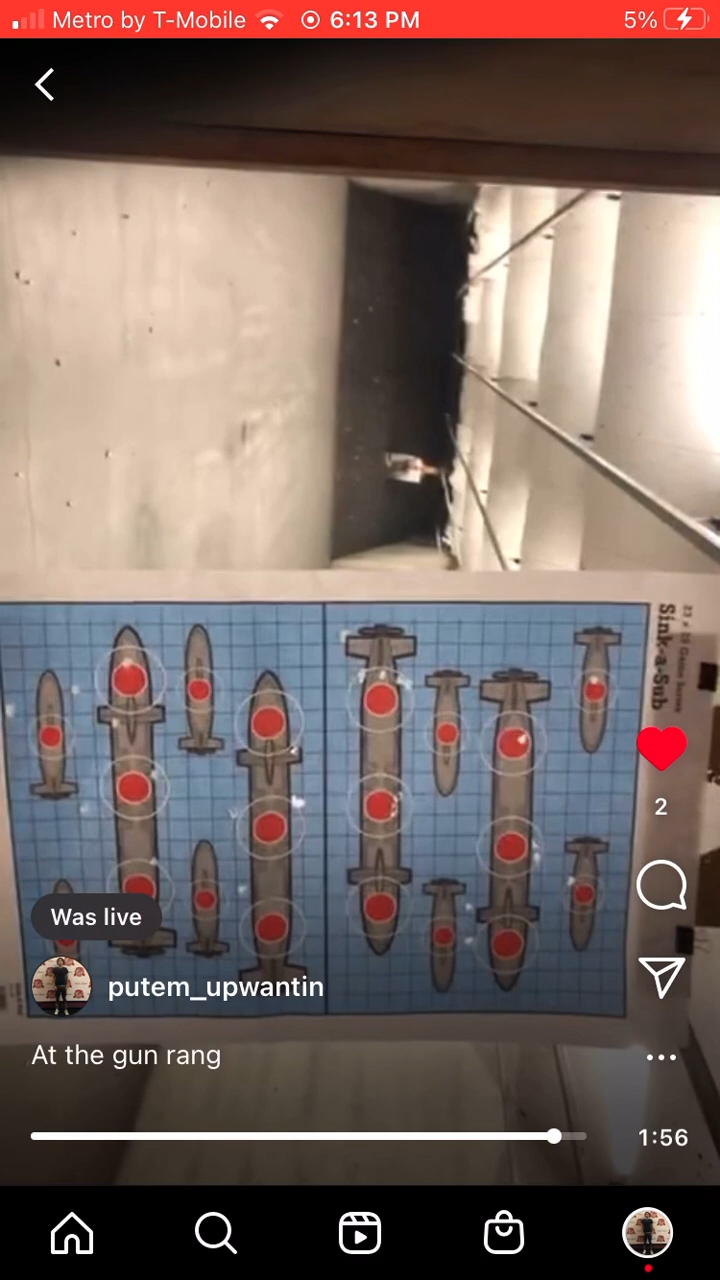 Metro by T-Mobile 6:13 PM 5%
Sink-a-Sub
2
Was live
putem_upwantin
At the gun rang
1:56